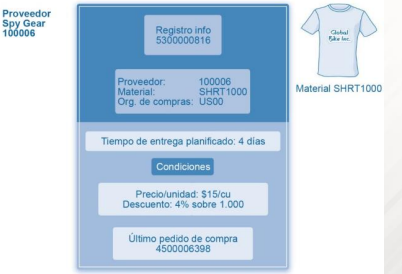 Proveedor
Spy Gear
100006
Registro info
5300000816
Global
Bike Inc.
Proveedor: 100006
Material: SHRT1000
Org. de compras: US00
Material SHRT1000
Tiempo de entrega planificado: 4 días
Condiciones
Precio/unidad: $15/cu
Descuento: 4% sobre 1.000
Último pedido de compra
4500006398